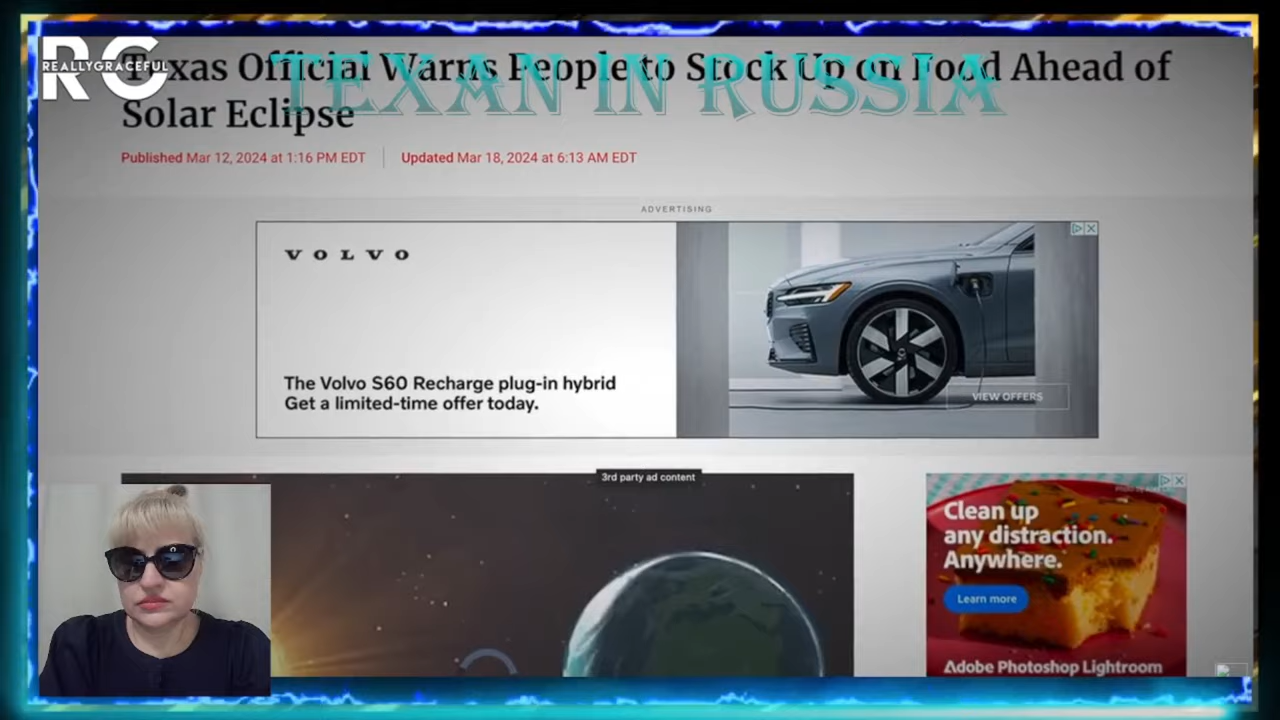 RG
REALLYGRACEFUL
TEXAN IN RUSSIA
Texas Official Warns People to Stock Up on Food Ahead of
Solar Eclipse
Published Mar 12, 2024 at 1:16 PM EDT
Updated Mar 18, 2024 at 6:13 AM EDT
ADVERTISING
VOLVO
The Volvo S60 Recharge plug-in hybrid
Get a limited-time offer today.
VIEW OFFERS
3rd party ad content
Clean up
any distraction.
Anywhere.
Learn more
Adobe Photoshop Lightroom